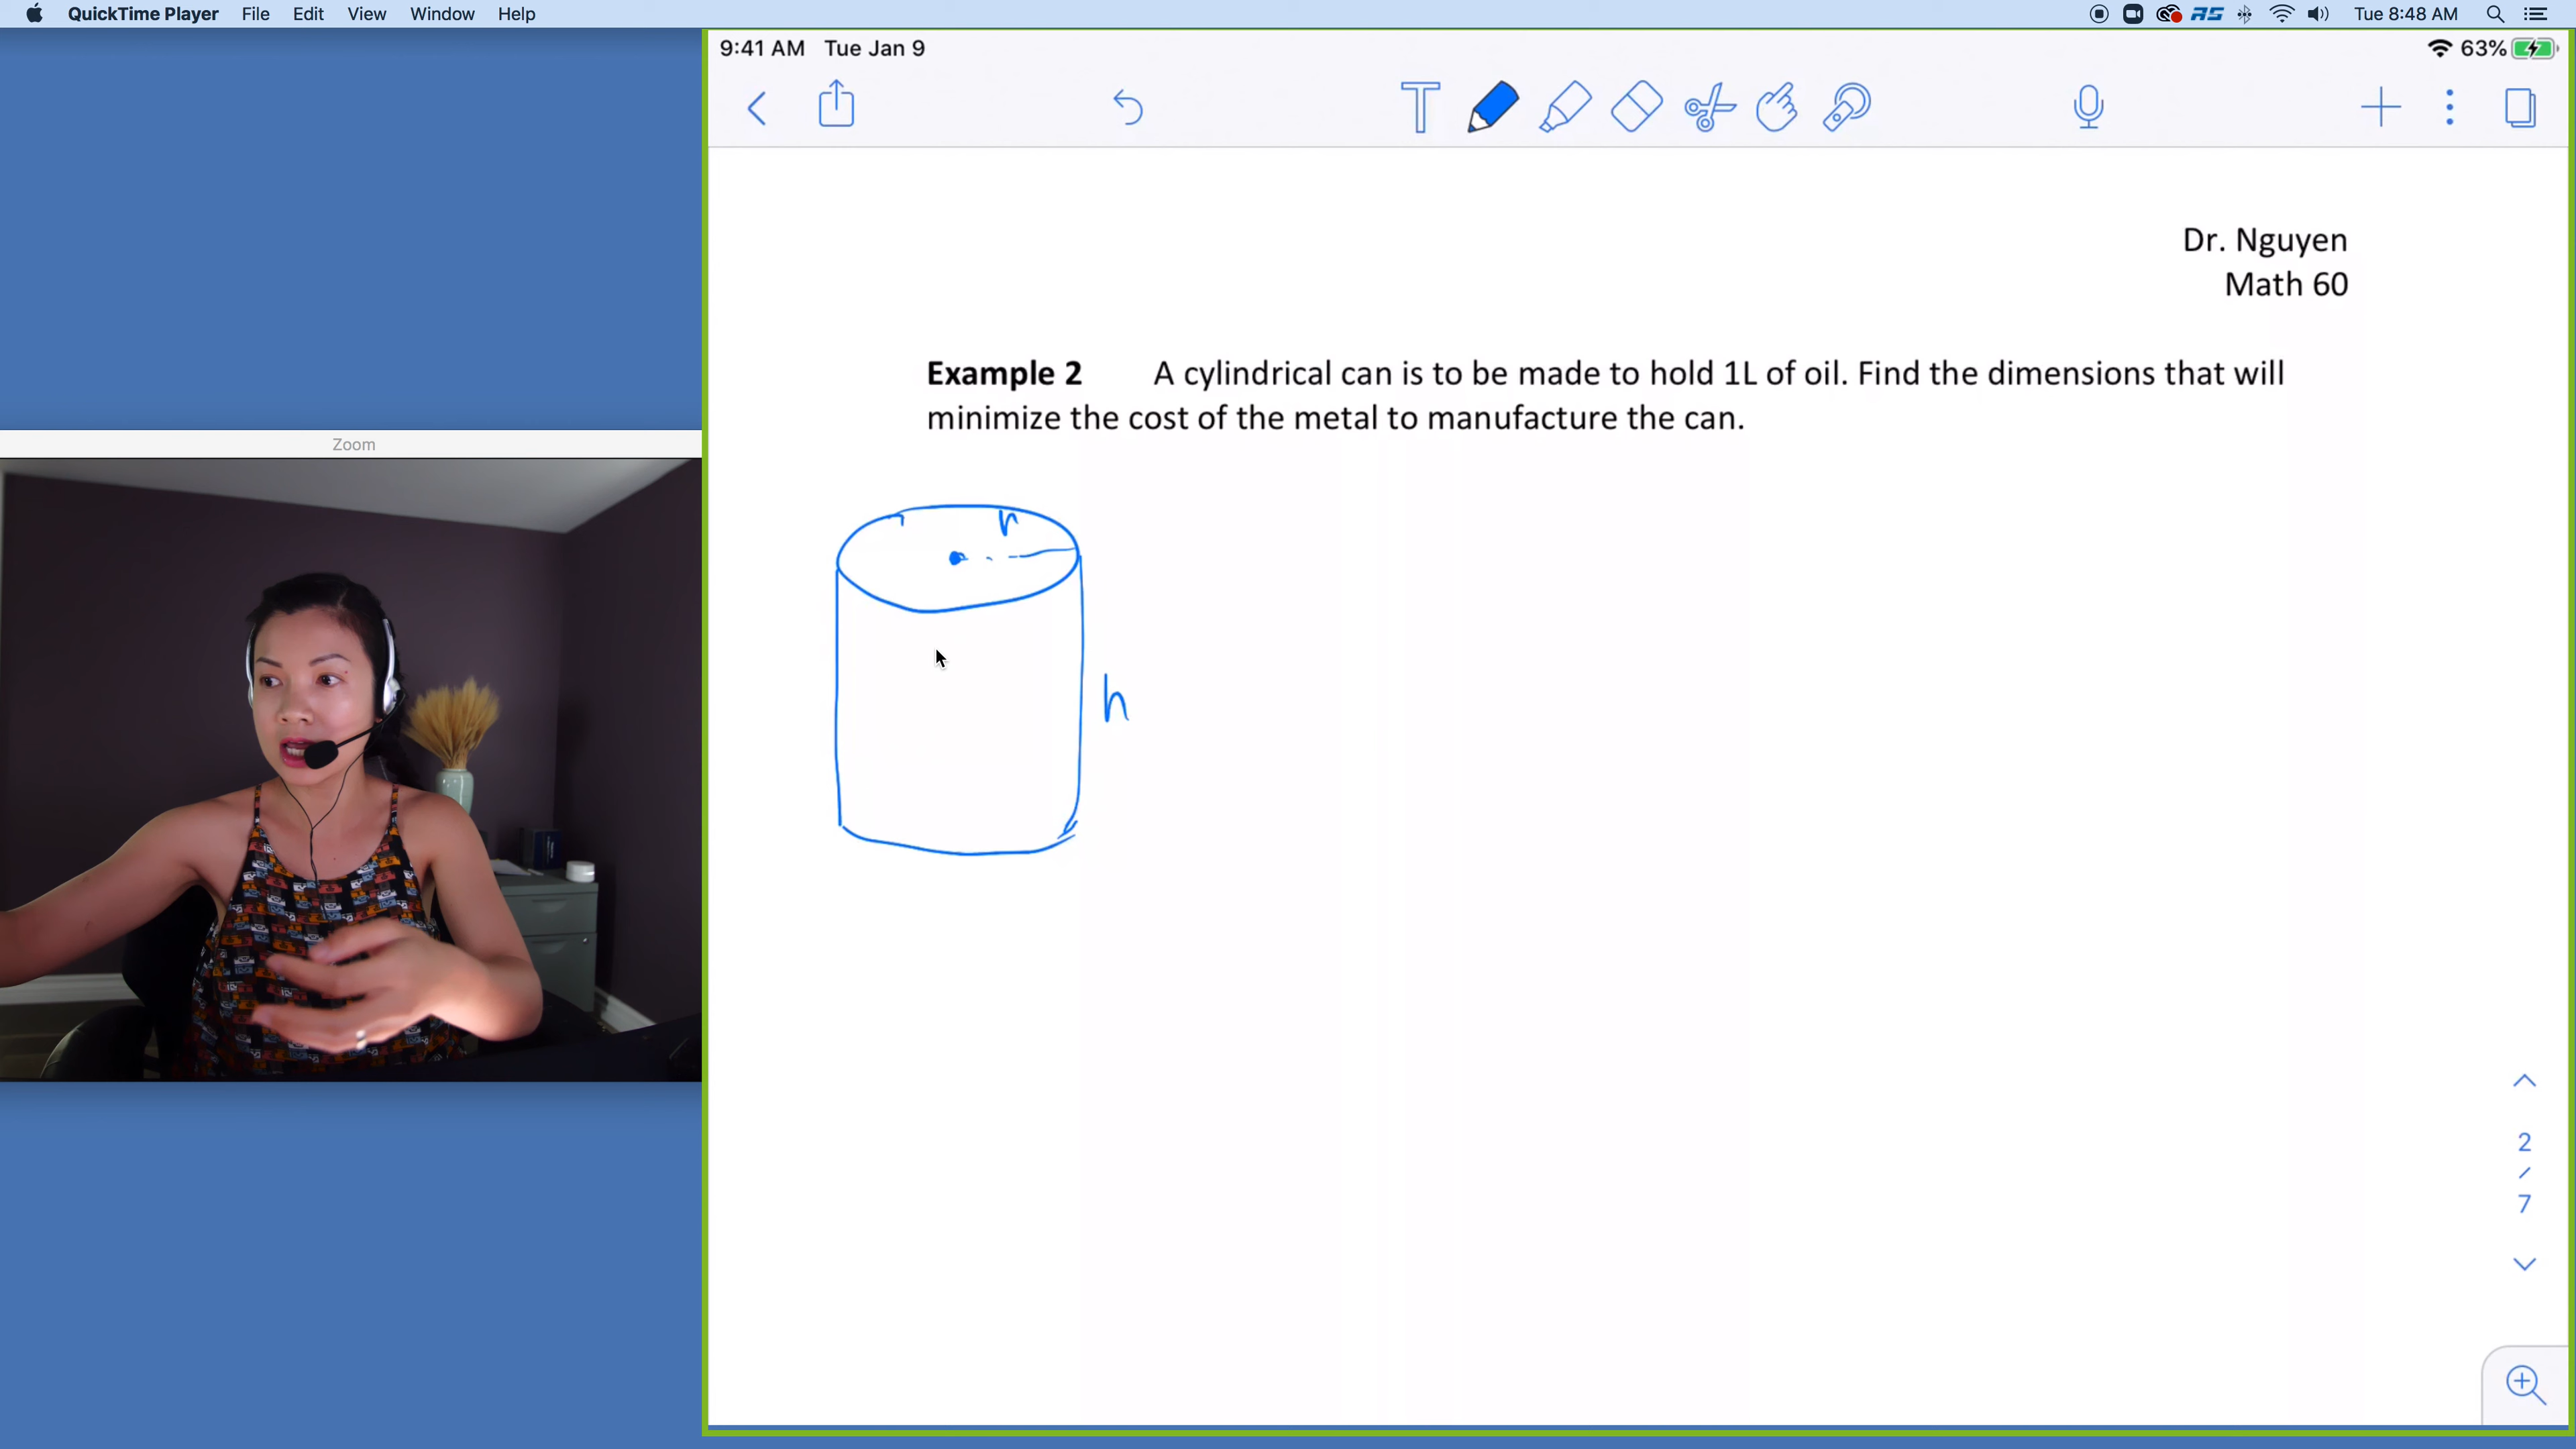 QuickTime Player File Edit View Window Help Tue 8:48 AM
9:41 AM Tue Jan 9 63%
T
Dr. Nguyen
Math 60
Example 2 A cylindrical can is to be made to hold 1L of oil. Find the dimensions that will
minimize the cost of the metal to manufacture the can.
Zoom
r
h
2
/
7